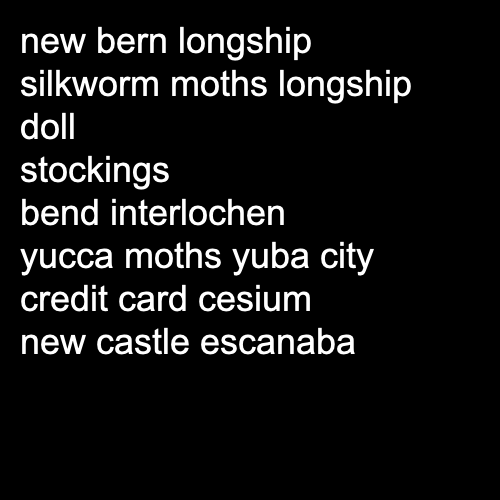 new bern longship
silkworm moths longship
doll
stockings
bend interlochen
yucca moths yuba city
credit card cesium
new castle escanaba